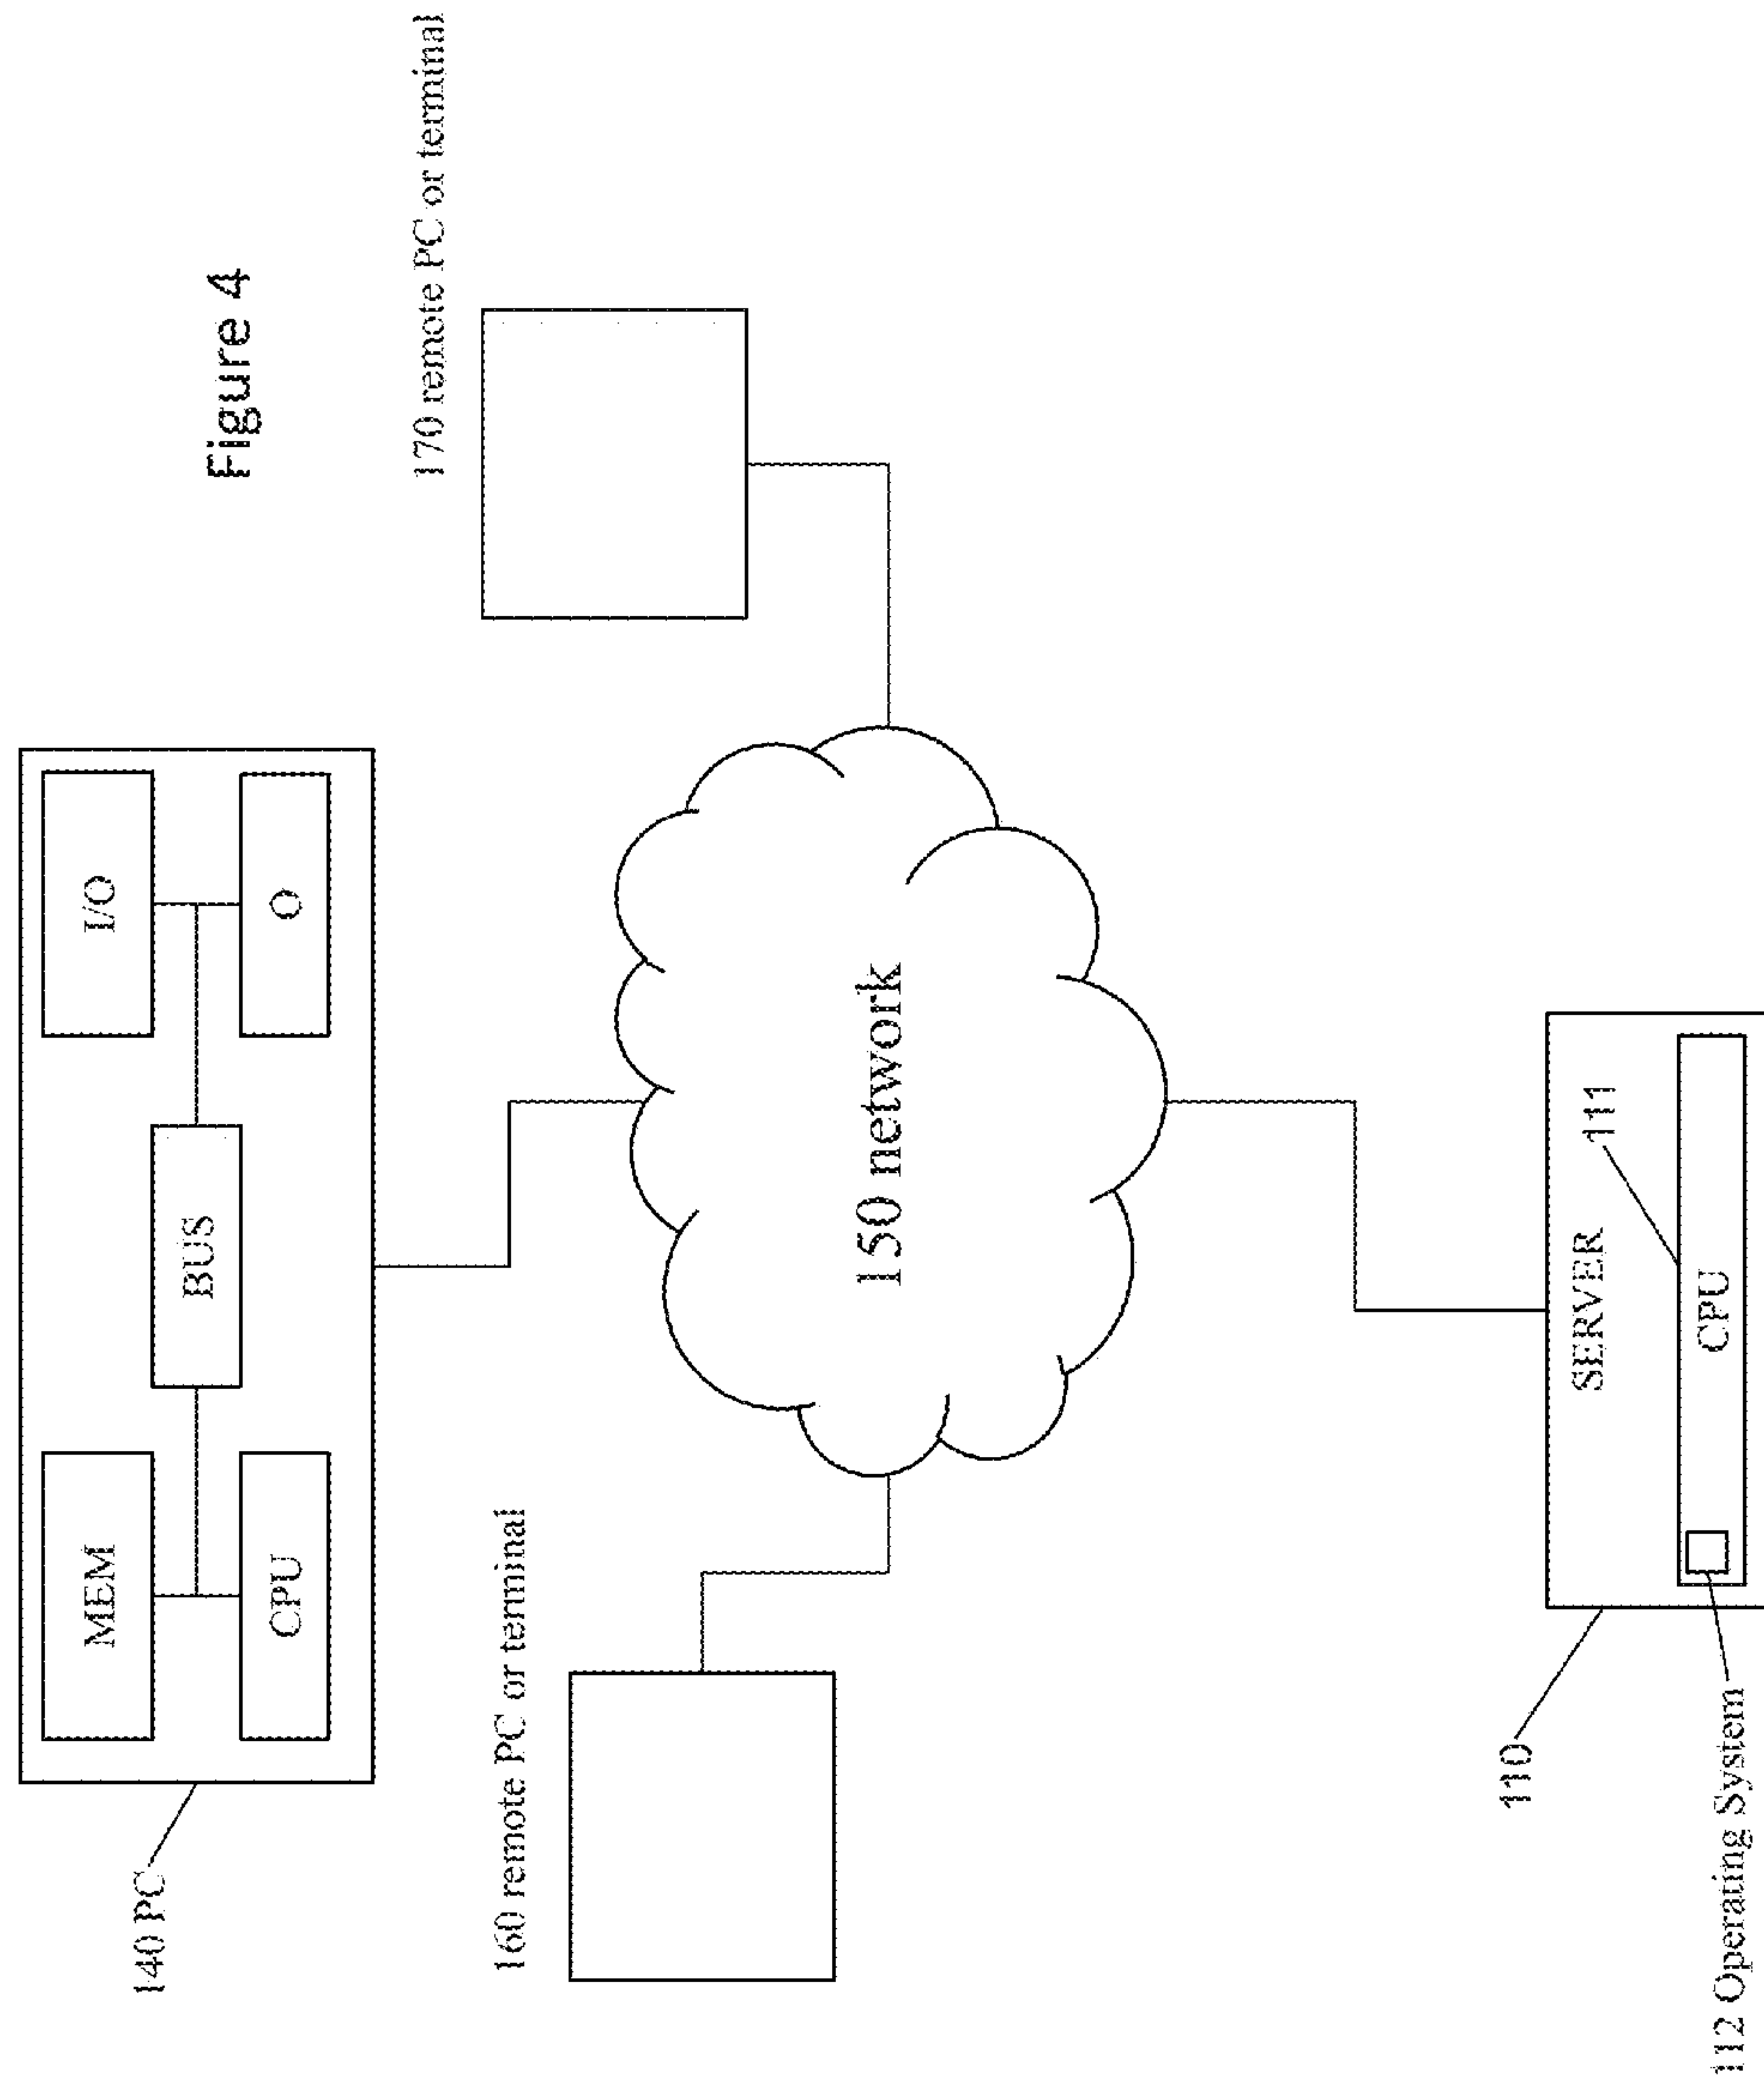 Figure 4
140 PC
MEM
I/O
BUS
CPU
O
170 remote PC or terminal
160 remote PC or terminal
150 network
110
SERVER
111
CPU
112 Operating System